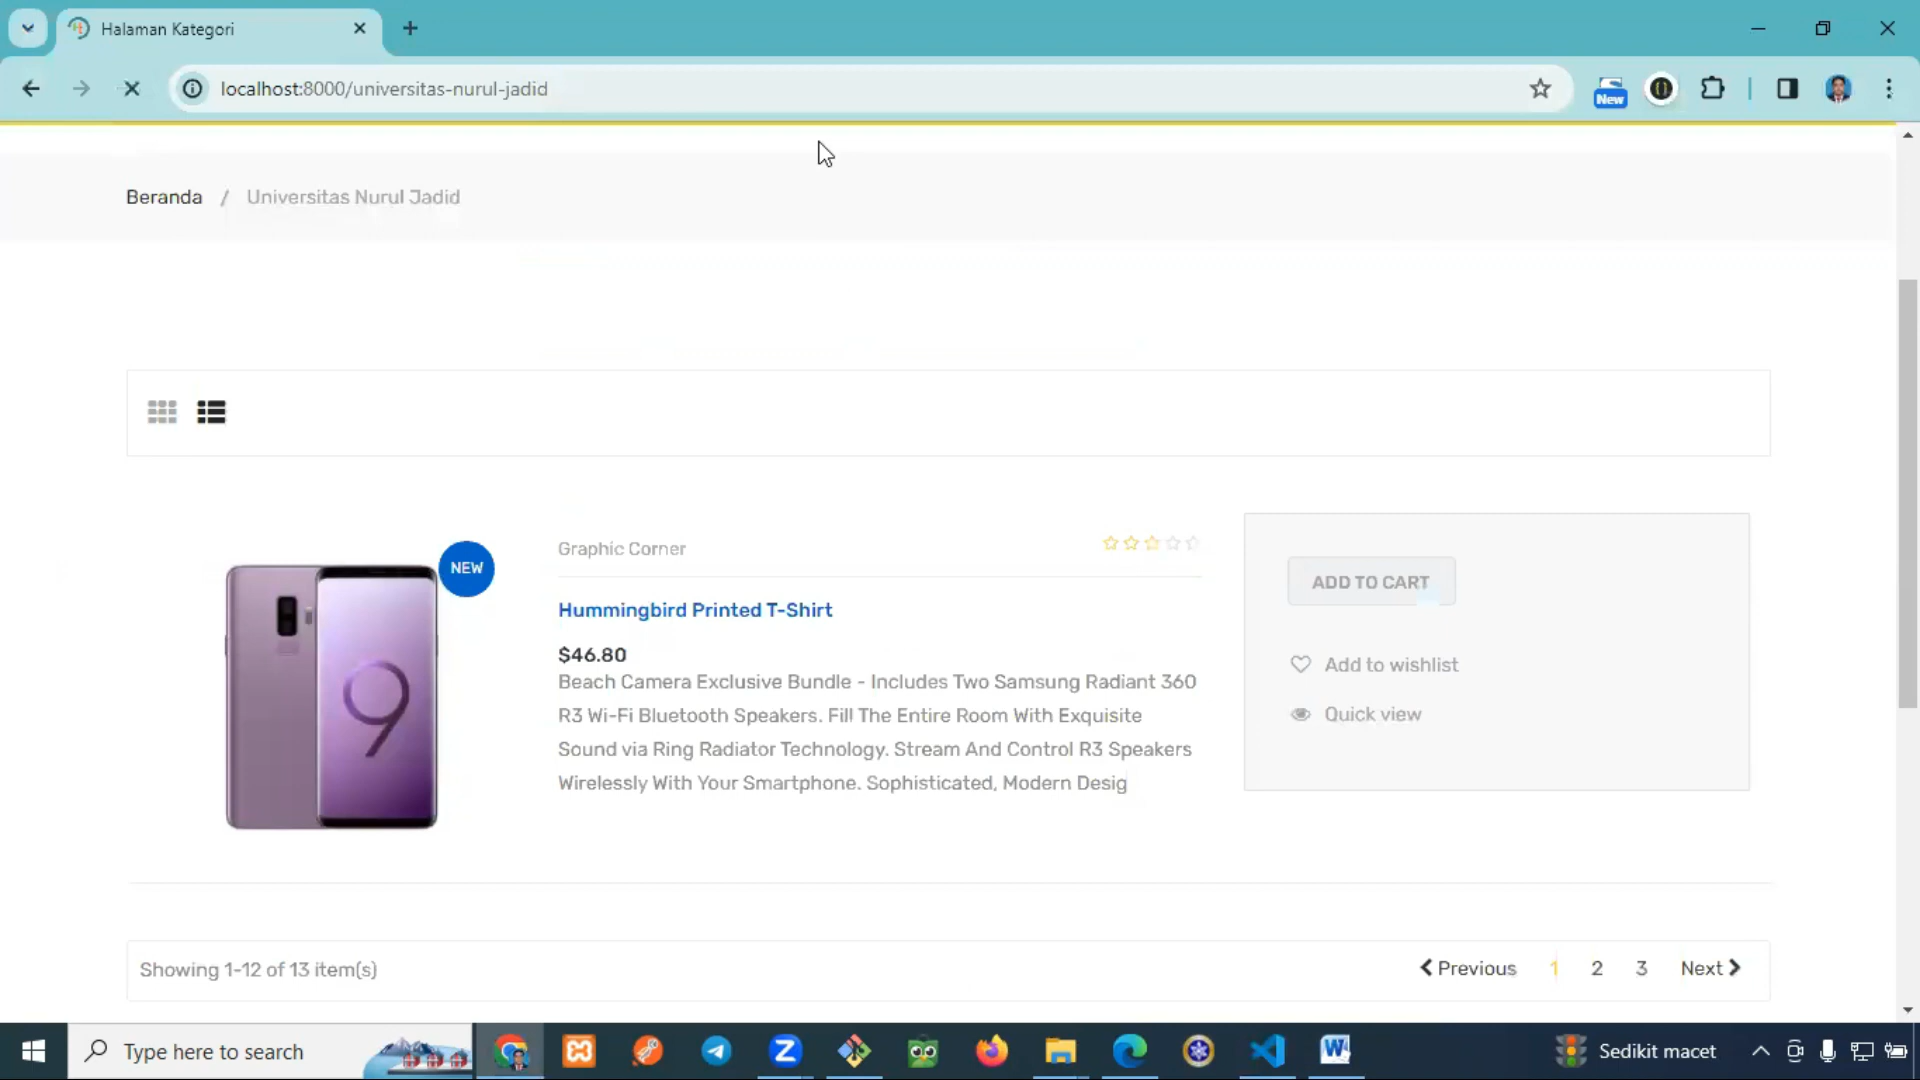 Halaman Kategori
localhost:8000/universitas-nurul-jadid
New
Beranda / Universitas Nurul Jadid
NEW
Graphic Corner
Hummingbird Printed T-Shirt
$46.80
Beach Camera Exclusive Bundle - Includes Two Samsung Radiant 360
R3 Wi-Fi Bluetooth Speakers. Fill The Entire Room With Exquisite
Sound via Ring Radiator Technology. Stream And Control R3 Speakers
Wirelessly With Your Smartphone. Sophisticated, Modern Desig
9
ADD TO CART
Add to wishlist
Quick view
Showing 1-12 of 13 item(s)
Previous 1 2 3 Next
Type here to search
Sedikit macet